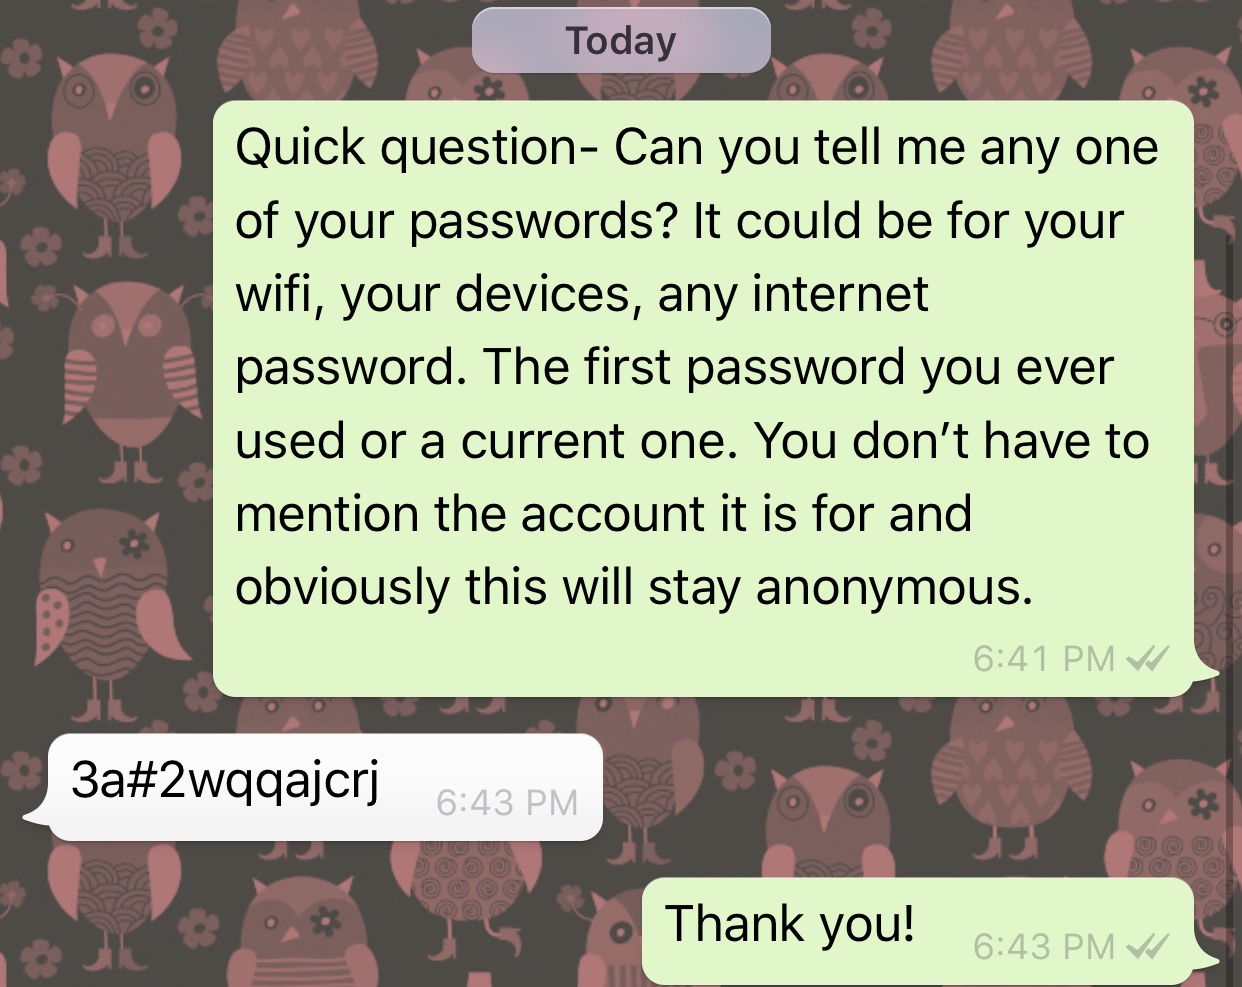 Today
Quick question- Can you tell me any one
of your passwords? It could be for your
wifi, your devices, any internet
password. The first password you ever
used or a current one. You don’t have to
mention the account it is for and
obviously this will stay anonymous.
6:41 PM
3a#2wqqajcrj
6:43 PM
Thank you!
6:43 PM